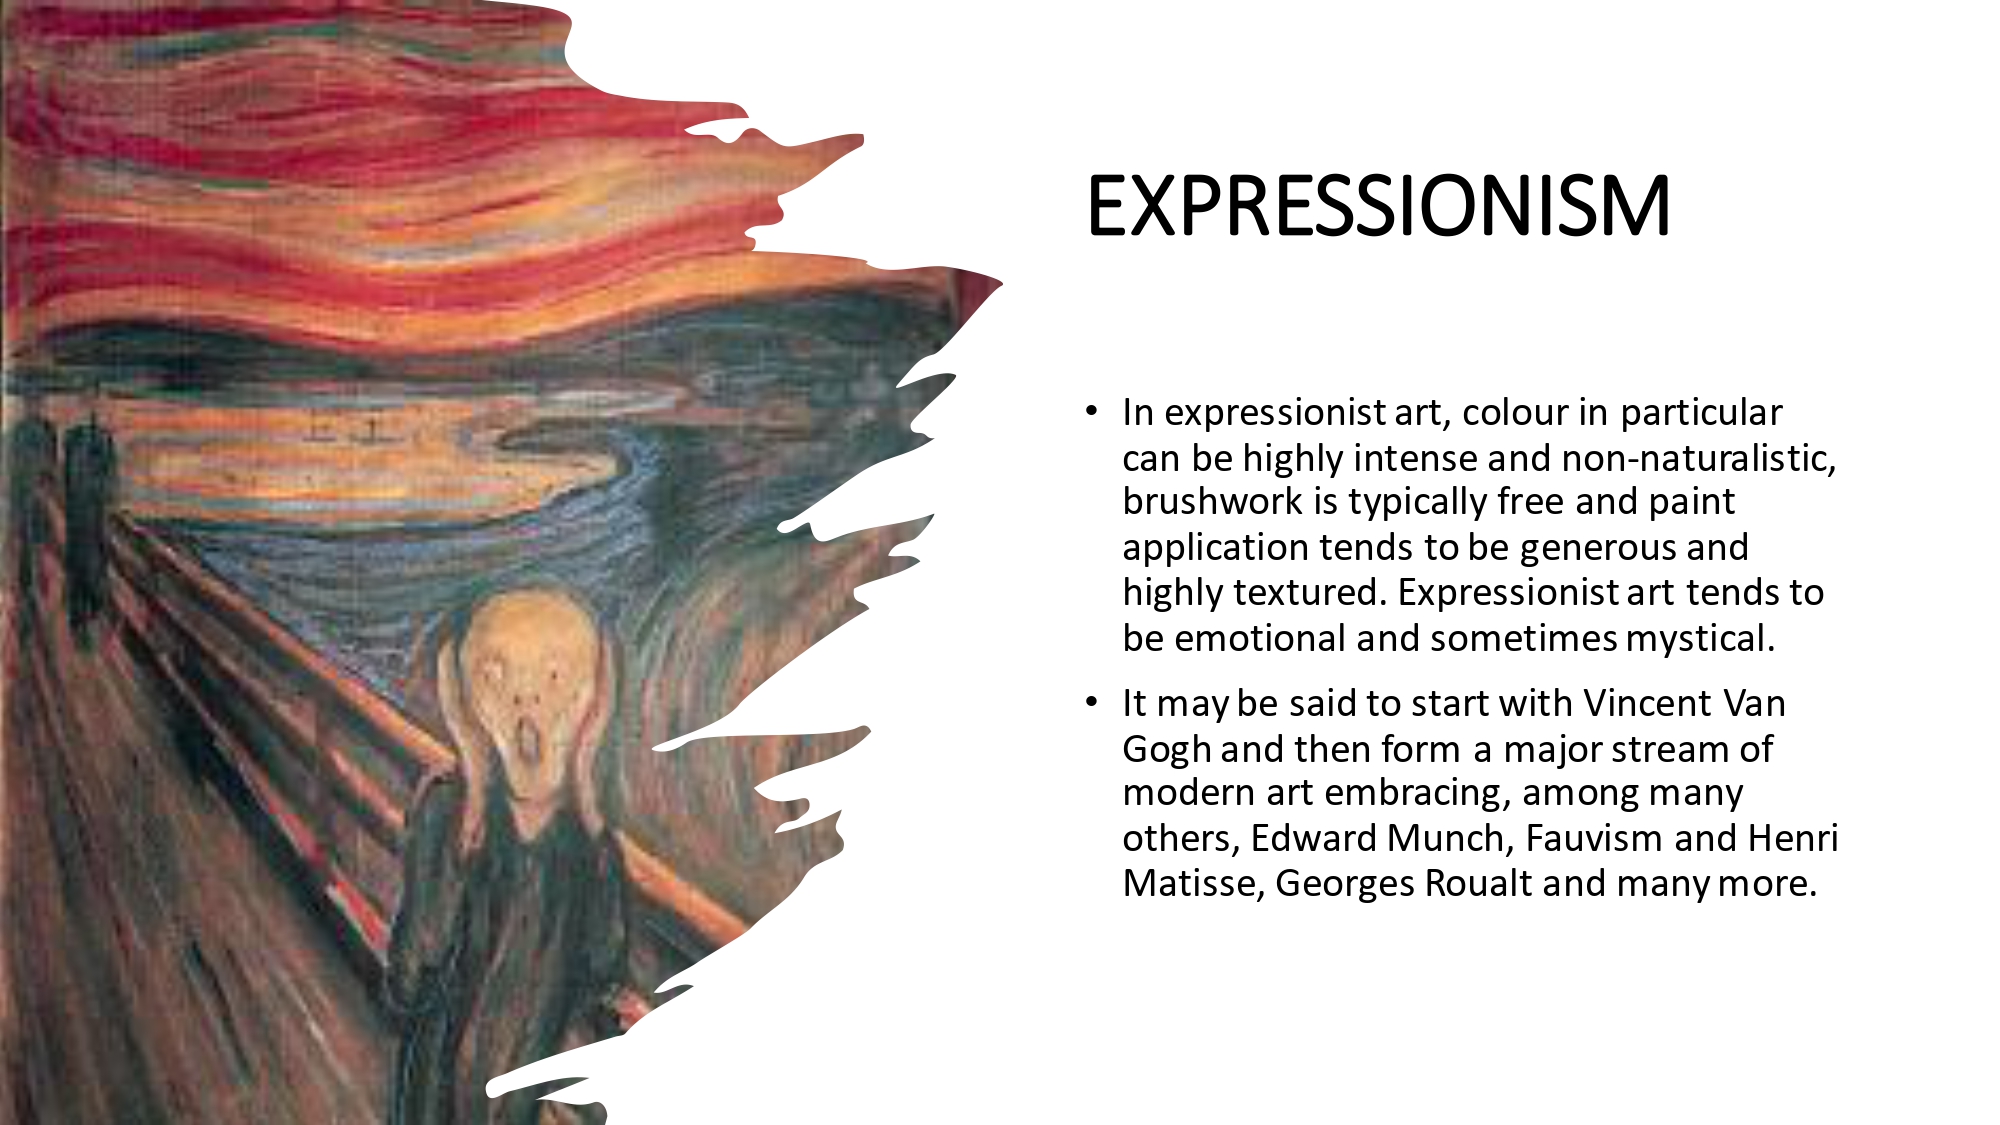 EXPRESSIONISM
• In expressionist art, colour in particular
can be highly intense and non-naturalistic,
brushwork is typically free and paint
application tends to be generous and
highly textured. Expressionist art tends to
be emotional and sometimes mystical.
• It may be said to start with Vincent Van
Gogh and then form a major stream of
modern art embracing, among many
others, Edward Munch, Fauvism and Henri
Matisse, Georges Roualt and many more.